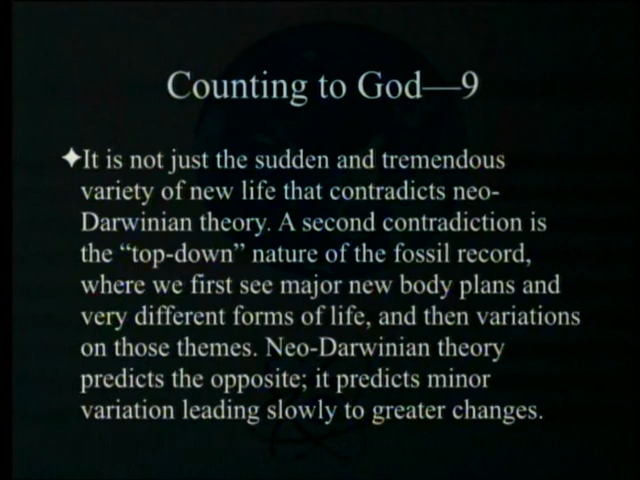 Counting to God—9
✦It is not just the sudden and tremendous
variety of new life that contradicts neo-
Darwinian theory. A second contradiction is
the “top-down” nature of the fossil record,
where we first see major new body plans and
very different forms of life, and then variations
on those themes. Neo-Darwinian theory
predicts the opposite; it predicts minor
variation leading slowly to greater changes.